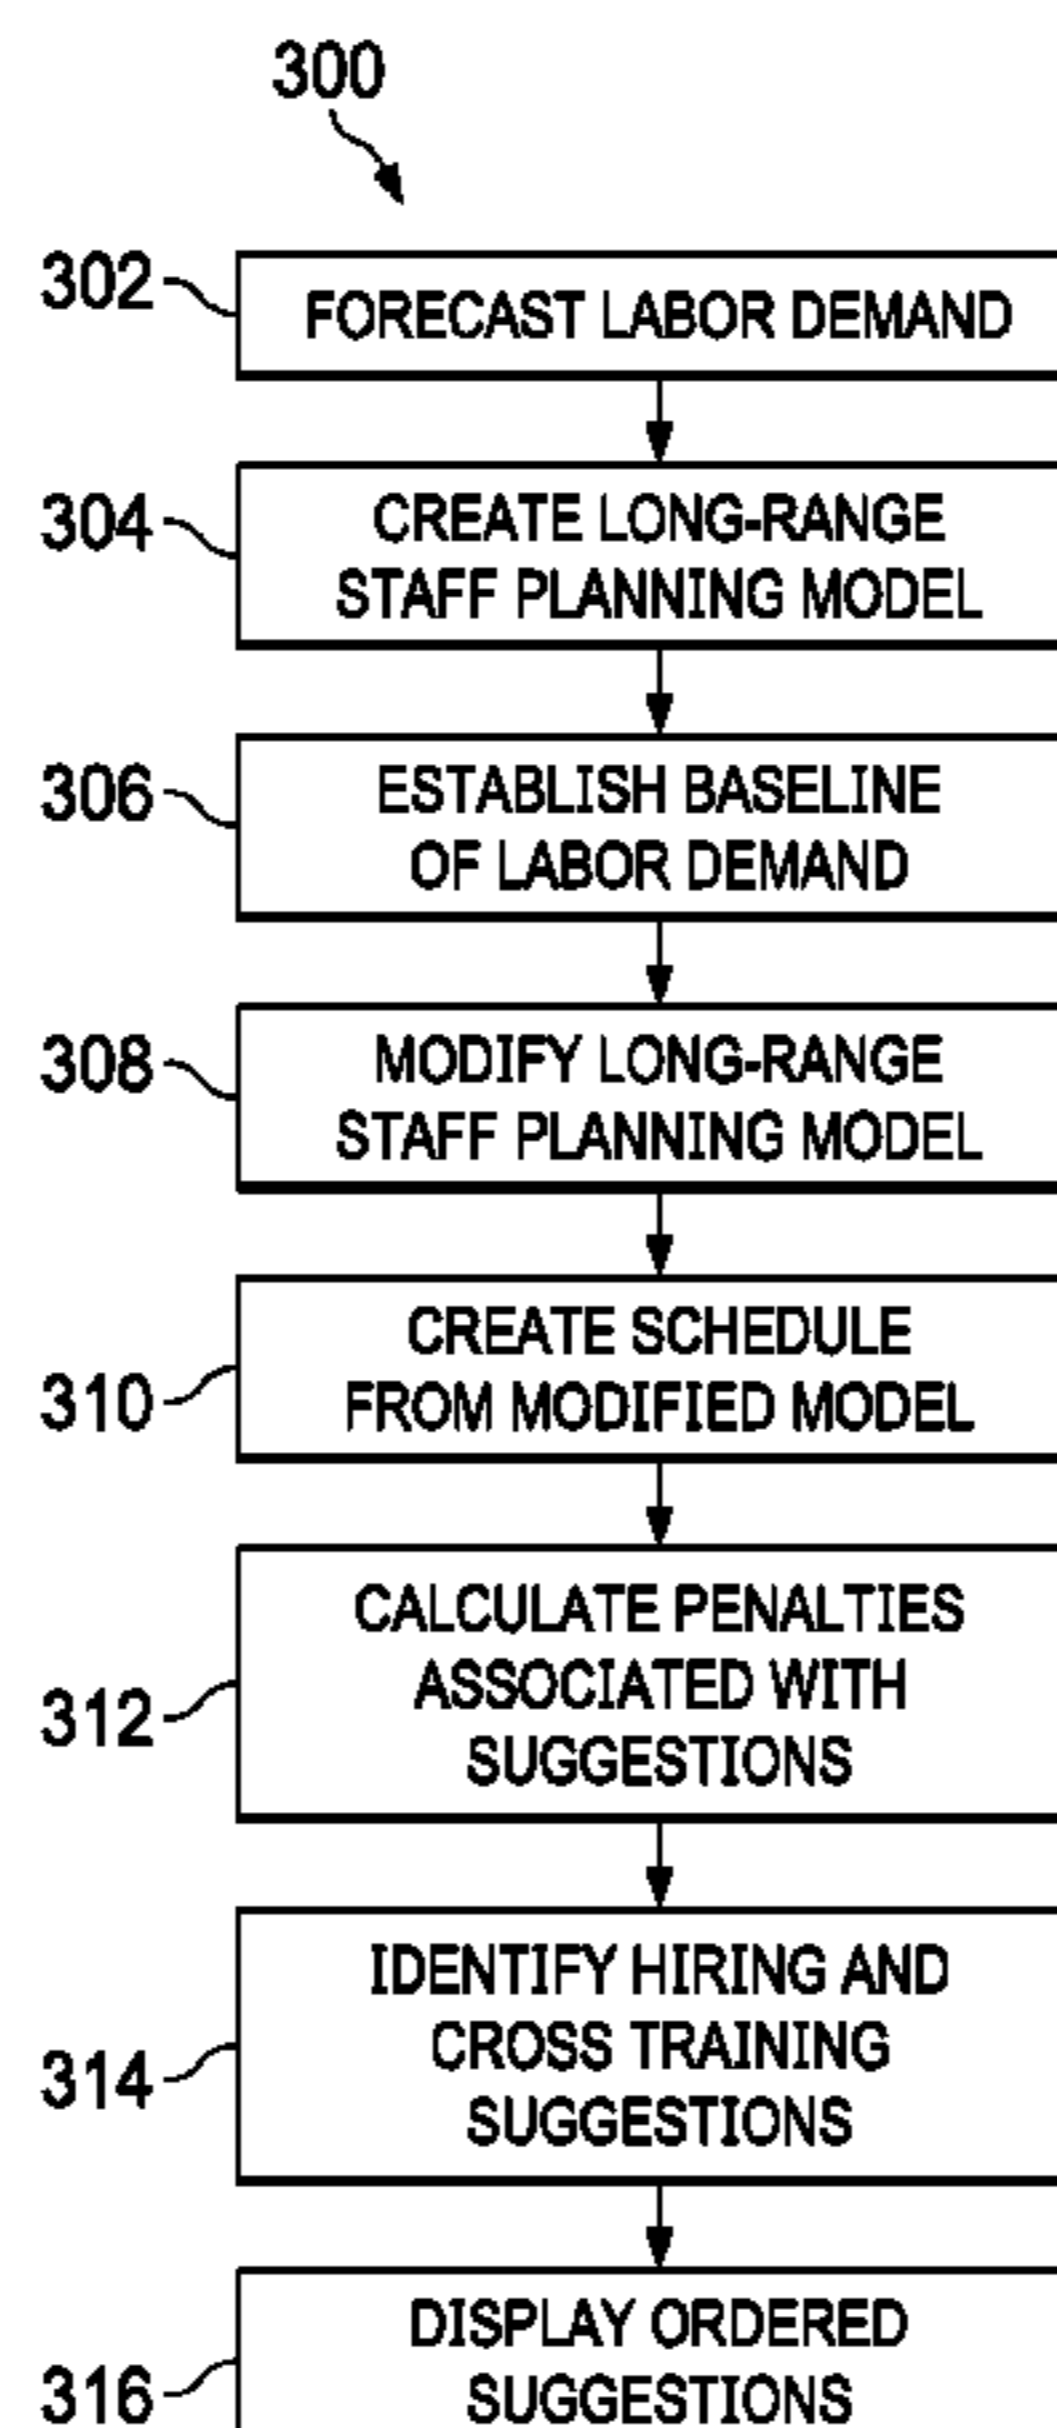 300
302
FORECAST LABOR DEMAND
304
CREATE LONG-RANGE
STAFF PLANNING MODEL
306
ESTABLISH BASELINE
OF LABOR DEMAND
308
MODIFY LONG-RANGE
STAFF PLANNING MODEL
310
CREATE SCHEDULE
FROM MODIFIED MODEL
312
CALCULATE PENALTIES
ASSOCIATED WITH
SUGGESTIONS
314
IDENTIFY HIRING AND
CROSS TRAINING
SUGGESTIONS
316
DISPLAY ORDERED
SUGGESTIONS